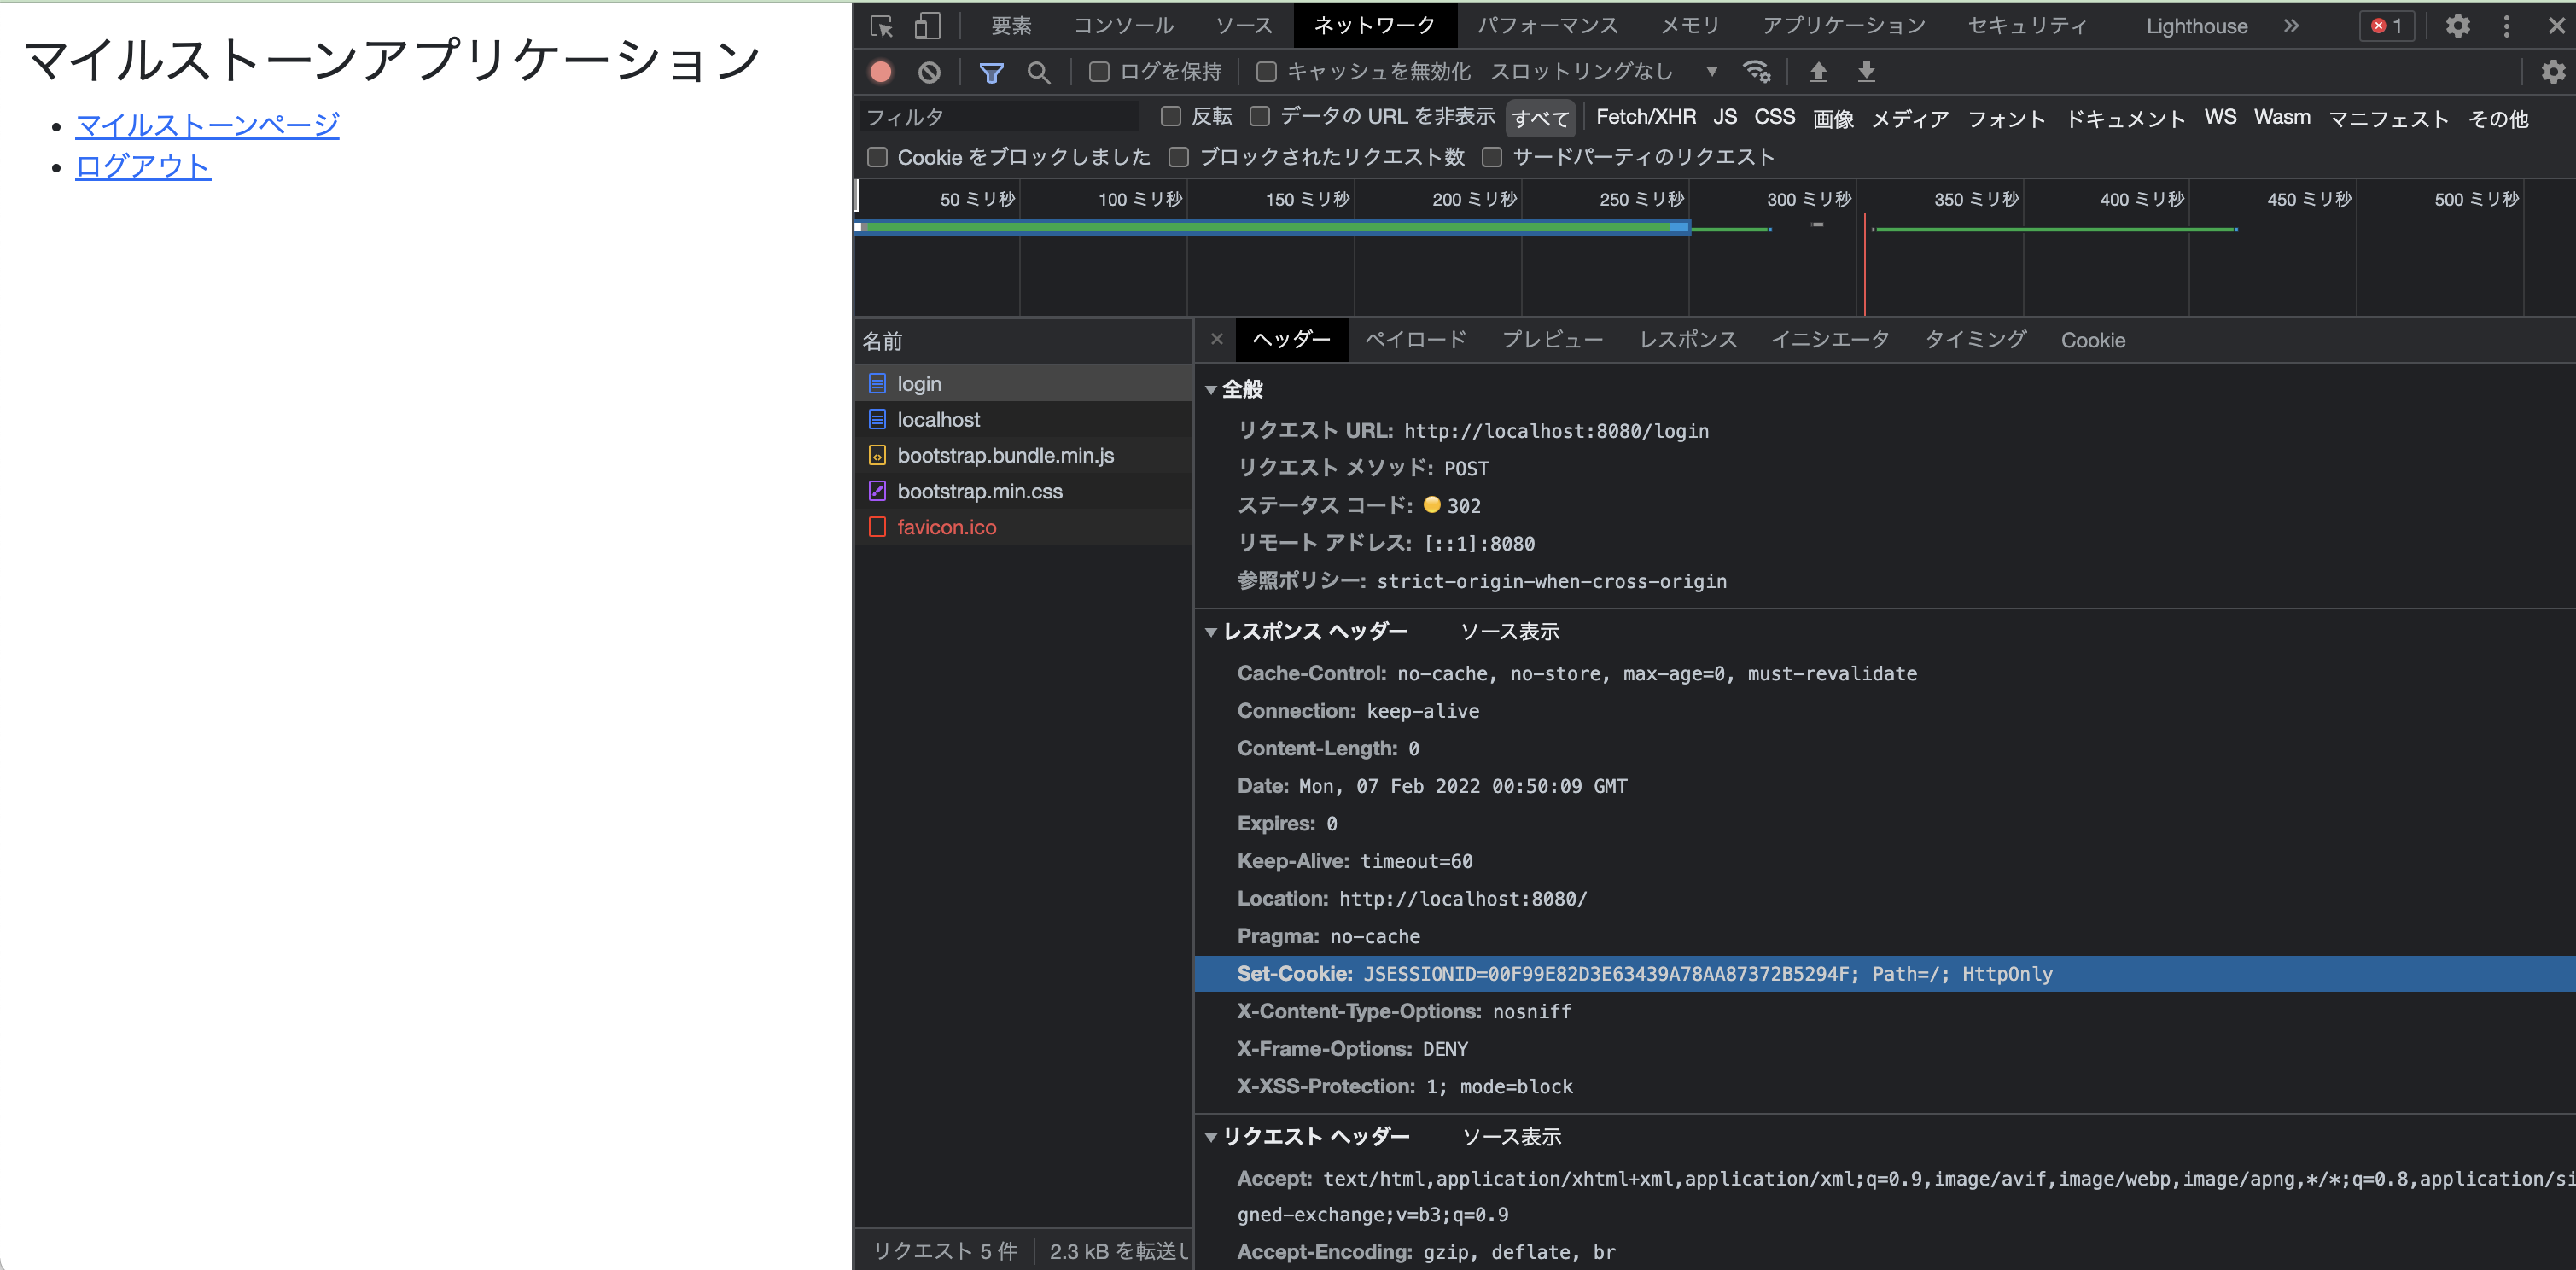 マイルストーンアプリケーション
マイルストーンページ
ログアウト
要素 コンソール ソース ネットワーク パフォーマンス メモリ アプリケーション セキュリティ Lighthouse 1
ログを保持 キャッシュを無効化 スロットリングなし
フィルタ 反転 データの URL を非表示 すべて Fetch/XHR JS CSS 画像 メディア フォント ドキュメント WS Wasm マニフェスト その他
Cookie をブロックしました ブロックされたリクエスト数 サードパーティのリクエスト
50 ミリ秒 100 ミリ秒 150 ミリ秒 200 ミリ秒 250 ミリ秒 300 ミリ秒 350 ミリ秒 400 ミリ秒 450 ミリ秒 500 ミリ秒
名前
login
localhost
bootstrap.bundle.min.js
bootstrap.min.css
favicon.ico
リクエスト 5 件 2.3 kB を転送し
ヘッダー ペイロード プレビュー レスポンス イニシエータ タイミング Cookie
全般
リクエスト URL: http://localhost:8080/login
リクエスト メソッド: POST
ステータス コード: 302
リモート アドレス: [::1]:8080
参照ポリシー: strict-origin-when-cross-origin
レスポンス ヘッダー ソース表示
Cache-Control: no-cache, no-store, max-age=0, must-revalidate
Connection: keep-alive
Content-Length: 0
Date: Mon, 07 Feb 2022 00:50:09 GMT
Expires: 0
Keep-Alive: timeout=60
Location: http://localhost:8080/
Pragma: no-cache
Set-Cookie: JSESSIONID=00F99E82D3E63439A78AA87372B5294F; Path=/; HttpOnly
X-Content-Type-Options: nosniff
X-Frame-Options: DENY
X-XSS-Protection: 1; mode=block
リクエスト ヘッダー ソース表示
Accept: text/html,application/xhtml+xml,application/xml;q=0.9,image/avif,image/webp,image/apng,*/*;q=0.8,application/si
gned-exchange;v=b3;q=0.9
Accept-Encoding: gzip, deflate, br